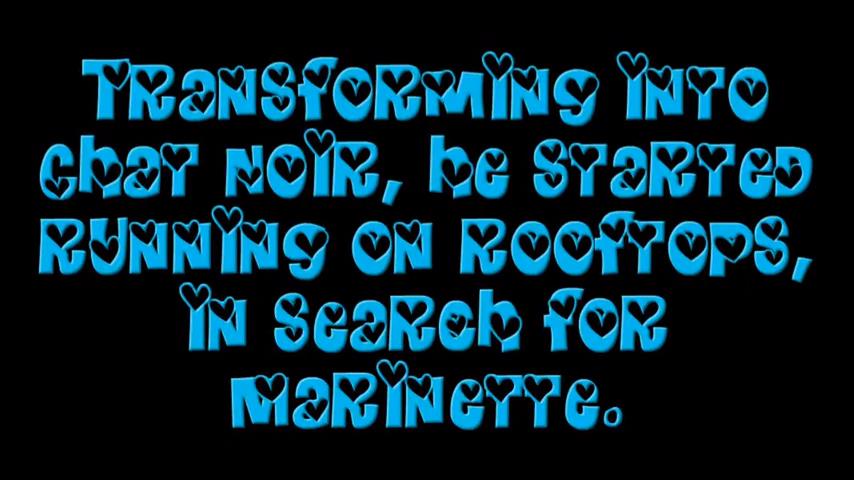 Transforming into
Chat Noir, he started
running on rooftops,
in search for
Marinette.